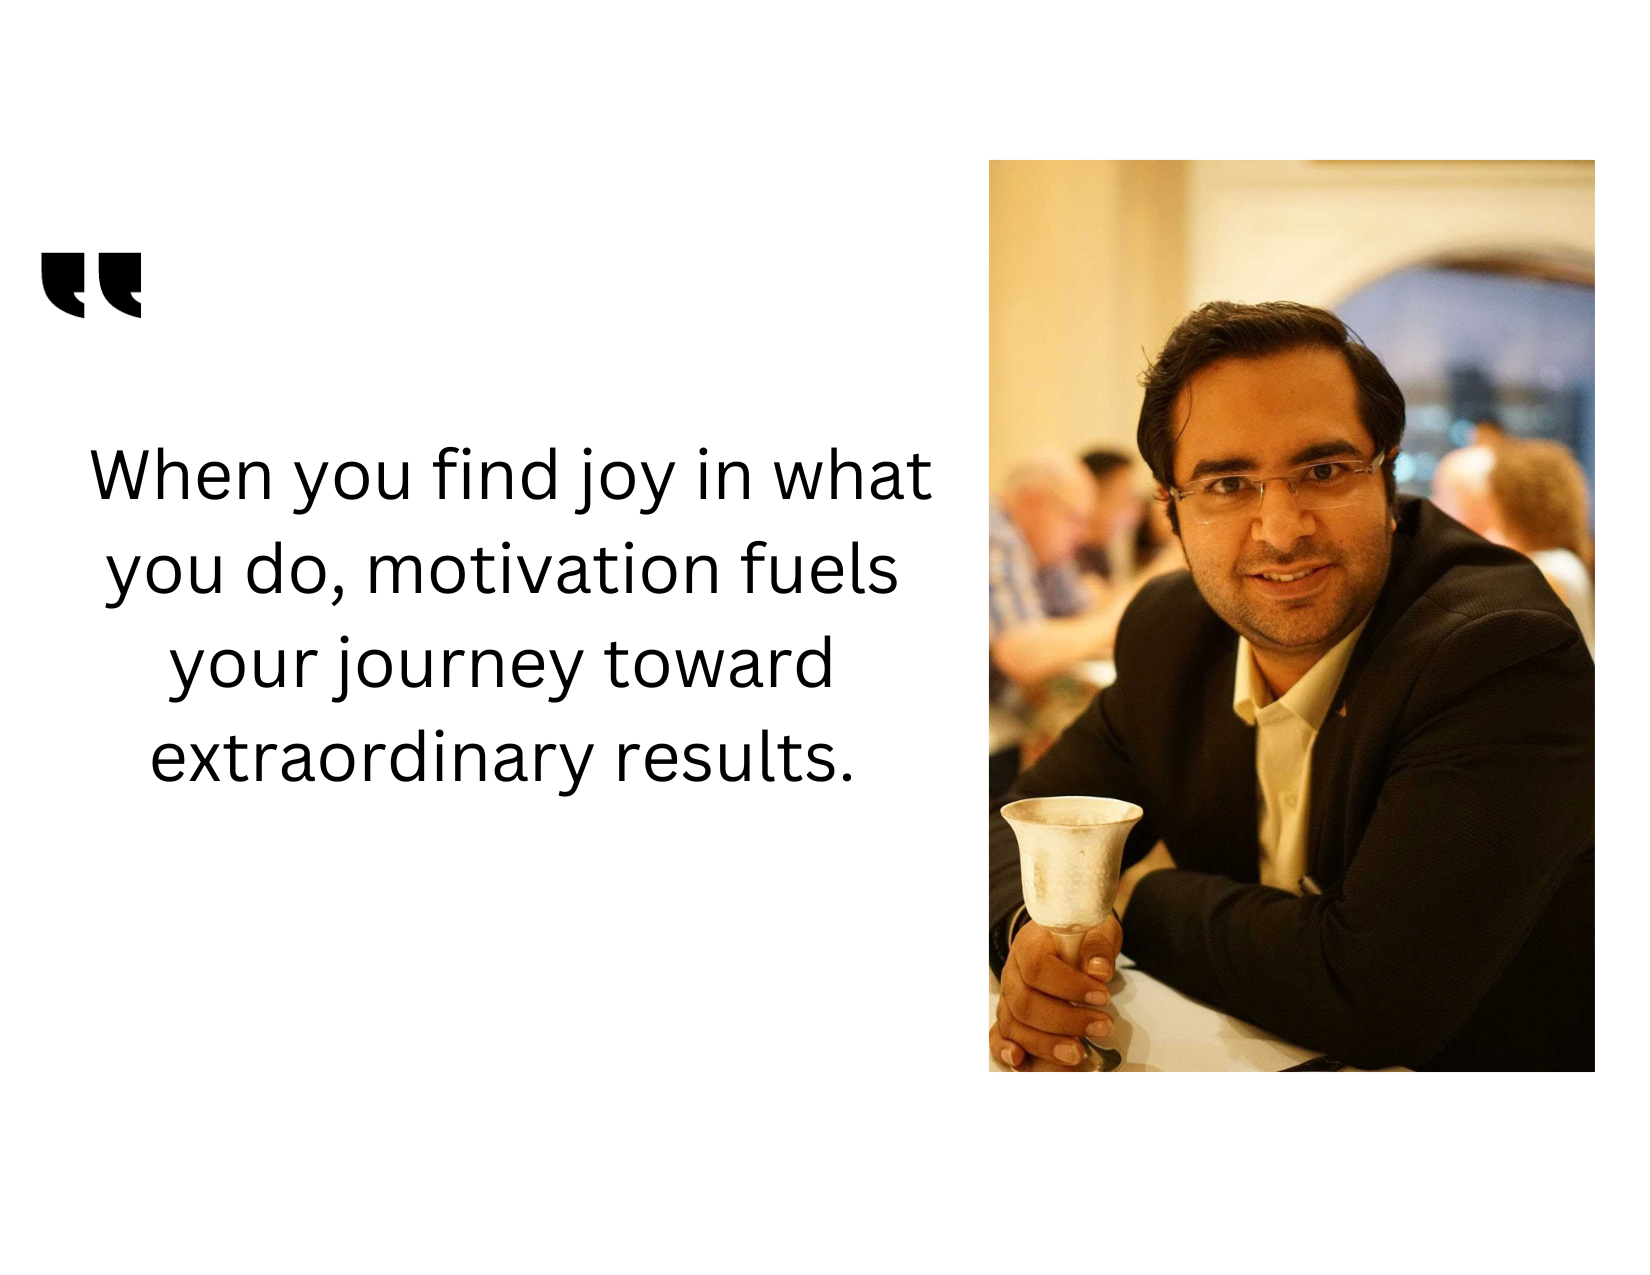 When you find joy in what
you do, motivation fuels
your journey toward
extraordinary results.